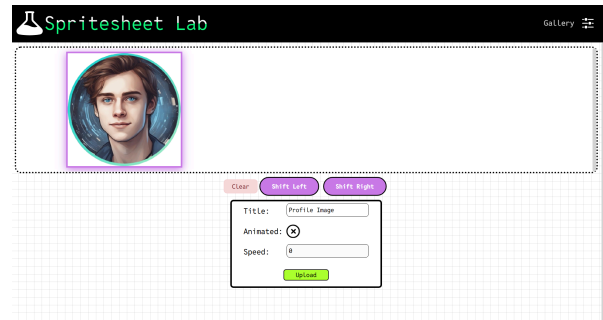 Spritesheet Lab
Gallery
Clear
Shift Left
Shift Right
Title: Profile Image
Animated:
Speed: 0
Upload